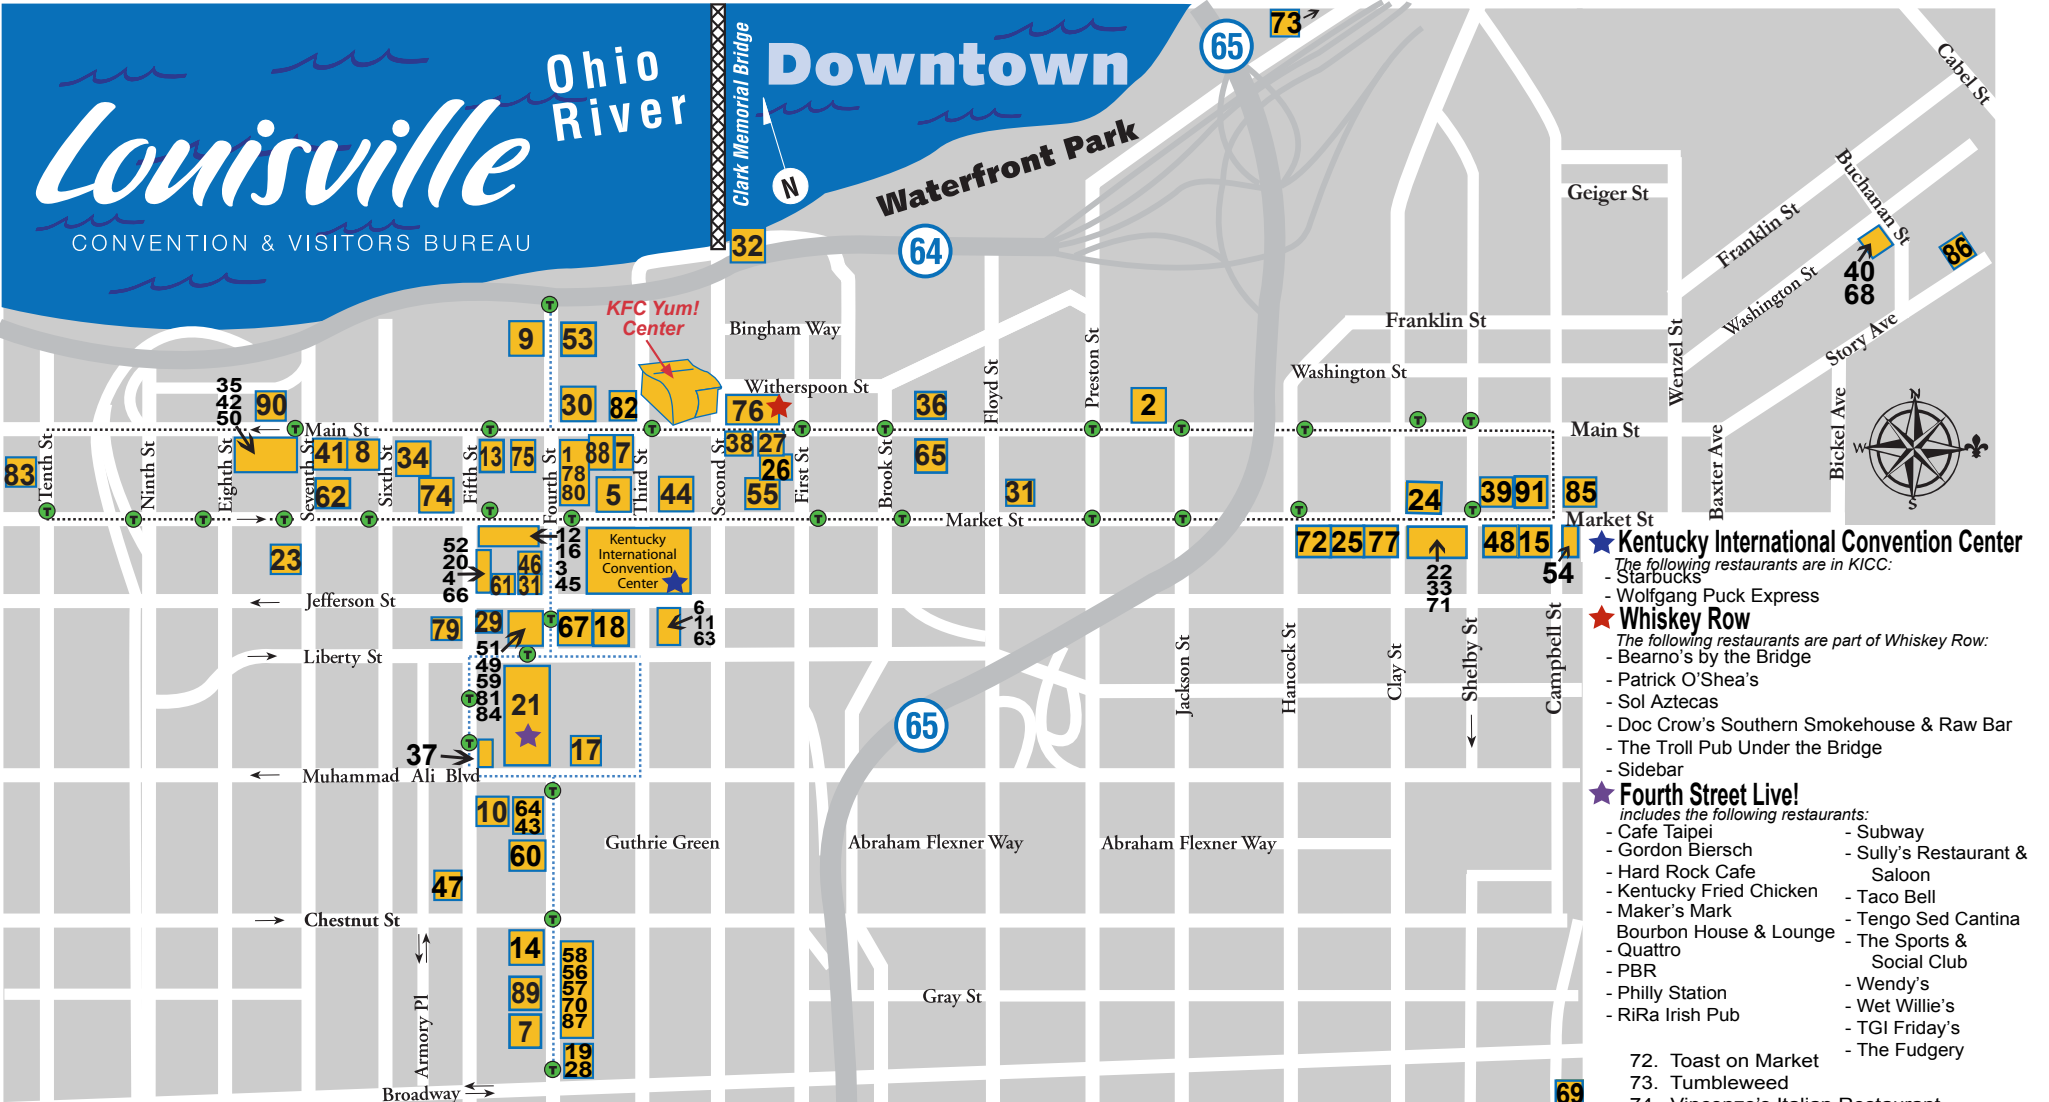 Louisville
CONVENTION & VISITORS BUREAU
Ohio
River
Clark Memorial Bridge
Downtown
N
Waterfront Park
65
73
64
32
Cabel St
Buchanan St
Geiger St
Franklin St
Washington St
40
68
86
Story Ave
KFC Yum!
Center
9
53
Bingham Way
Franklin St
Washington St
Wenzel St
Preston St
Floyd St
Witherspoon St
35
42
50
90
30
82
76
36
2
Main St
Main St
Tenth St
Ninth St
Eighth St
Seventh St
Sixth St
Fifth St
Fourth St
Third St
Second St
First St
Brook St
Baxter Ave
Bickel Ave
N
W
S
83
41
8
34
13
75
1
78
80
88
7
38
27
26
65
62
74
5
44
55
31
24
39
91
85
Market St
Market St
23
52
20
4
66
12
16
3
45
46
61
31
Kentucky
International
Convention
Center
72
25
77
22
33
71
48
15
54
Jefferson St
79
29
67
18
6
11
63
Liberty St
51
49
59
81
84
21
17
37
65
Jackson St
Hancock St
Clay St
Shelby St
Campbell St
Muhammad Ali Blvd
10
64
43
60
Guthrie Green
Abraham Flexner Way
Abraham Flexner Way
47
Chestnut St
14
58
56
57
70
87
89
7
Gray St
Armory Pl
19
28
Broadway
69
Kentucky International Convention Center
The following restaurants are in KICC:
- Starbucks
- Wolfgang Puck Express
Whiskey Row
The following restaurants are part of Whiskey Row:
- Bearno's by the Bridge
- Patrick O'Shea's
- Sol Aztecas
- Doc Crow's Southern Smokehouse & Raw Bar
- The Troll Pub Under the Bridge
- Sidebar
Fourth Street Live!
includes the following restaurants:
- Cafe Taipei
- Gordon Biersch
- Hard Rock Cafe
- Kentucky Fried Chicken
- Maker's Mark
Bourbon House & Lounge
- Quattro
- PBR
- Philly Station
- RiRa Irish Pub
- Subway
- Sully's Restaurant &
Saloon
- Taco Bell
- Tengo Sed Cantina
- The Sports &
Social Club
- Wendy's
- Wet Willie's
- TGI Friday's
- The Fudgery
72. Toast on Market
73. Tumbleweed
74. Vincenzo's Italian Restaurant